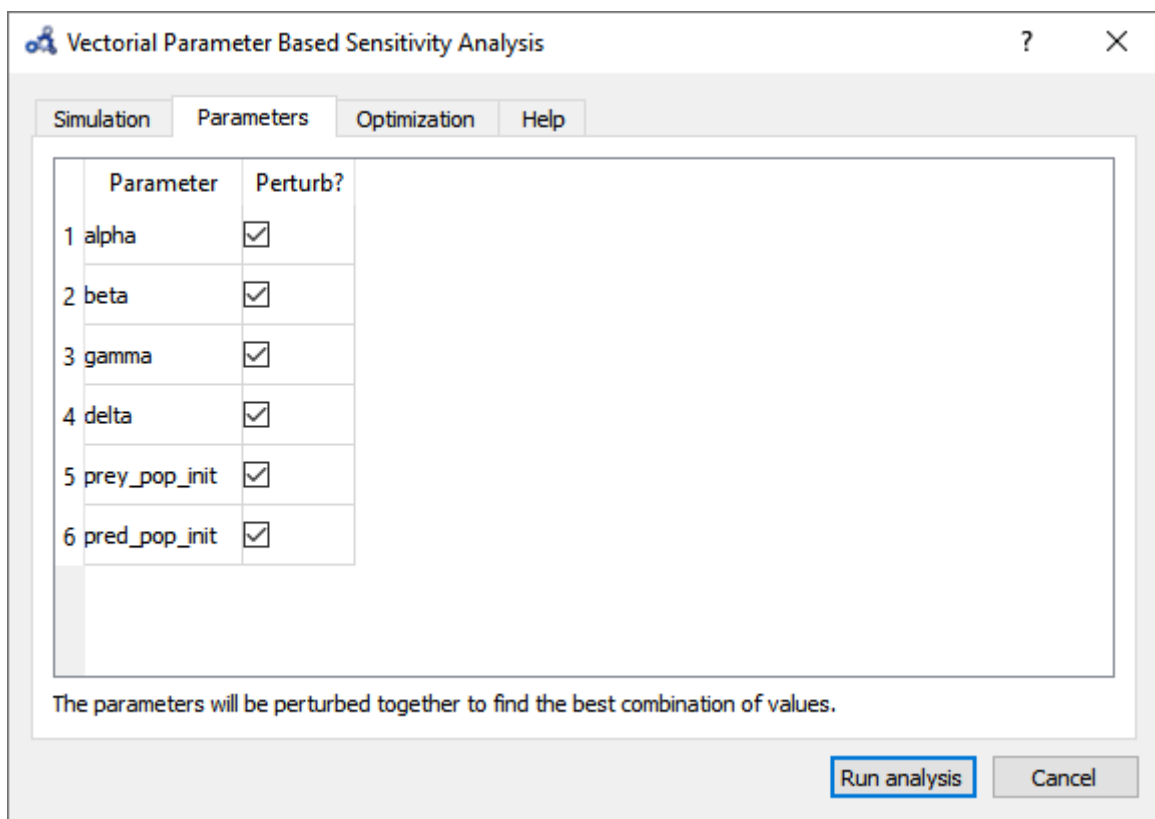 Vectorial Parameter Based Sensitivity Analysis ?
Simulation Parameters Optimization Help
Parameter Perturb?
1 alpha
2 beta
3 gamma
4 delta
5 prey_pop_init
6 pred_pop_init
The parameters will be perturbed together to find the best combination of values.
Run analysis Cancel